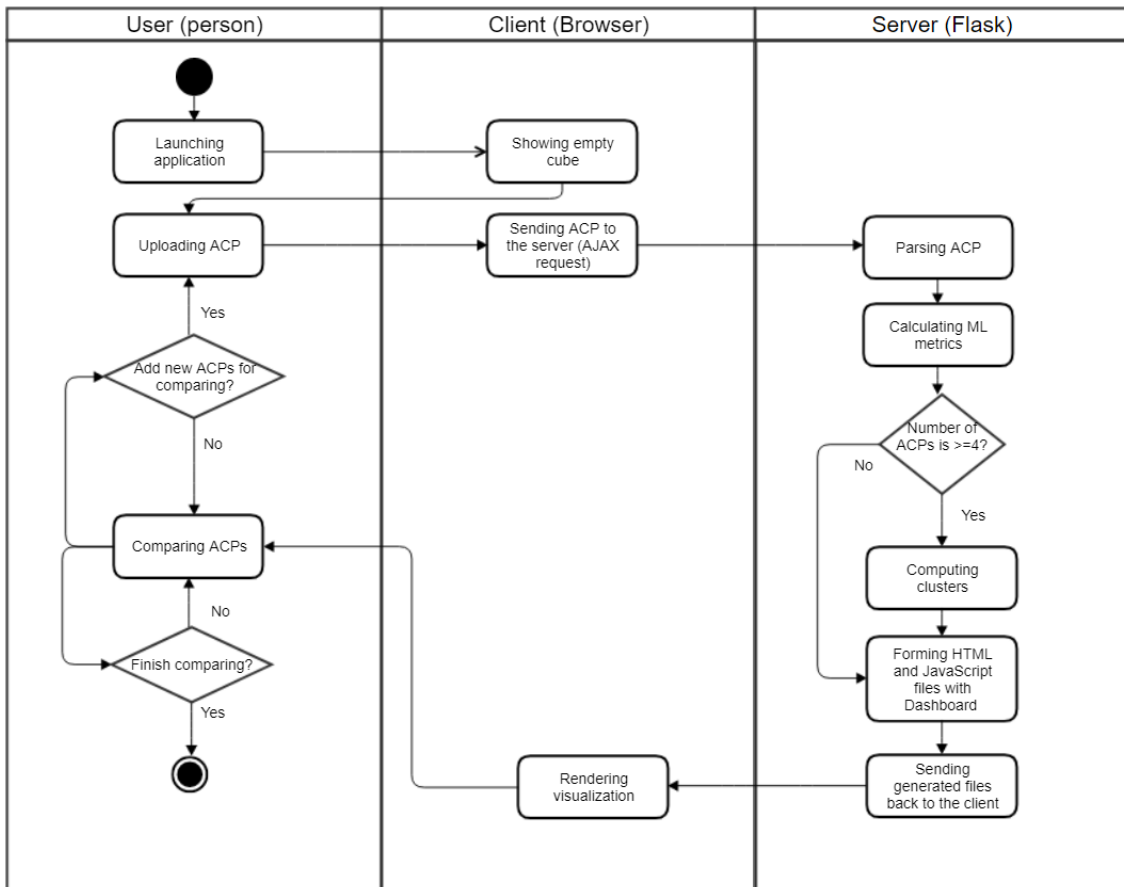 User (person)
Client (Browser)
Server (Flask)
Launching
application
Showing empty
cube
Uploading ACP
Sending ACP to
the server (AJAX
request)
Parsing ACP
Yes
Calculating ML
metrics
Add new ACPs for
comparing?
No
Number of
ACPs is >=4?
No
Yes
Comparing ACPs
Computing
clusters
No
Finish comparing?
Forming HTML
and JavaScript
files with
Dashboard
Yes
Rendering
visualization
Sending
generated files
back to the client